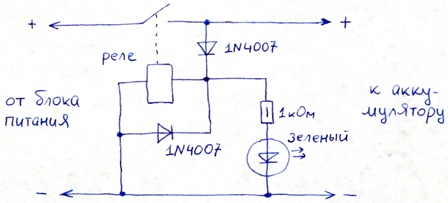 +
+
реле
1N4007
от блока
питания
1N4007
1кОм
зеленый
к акку-
мулятору
−
−